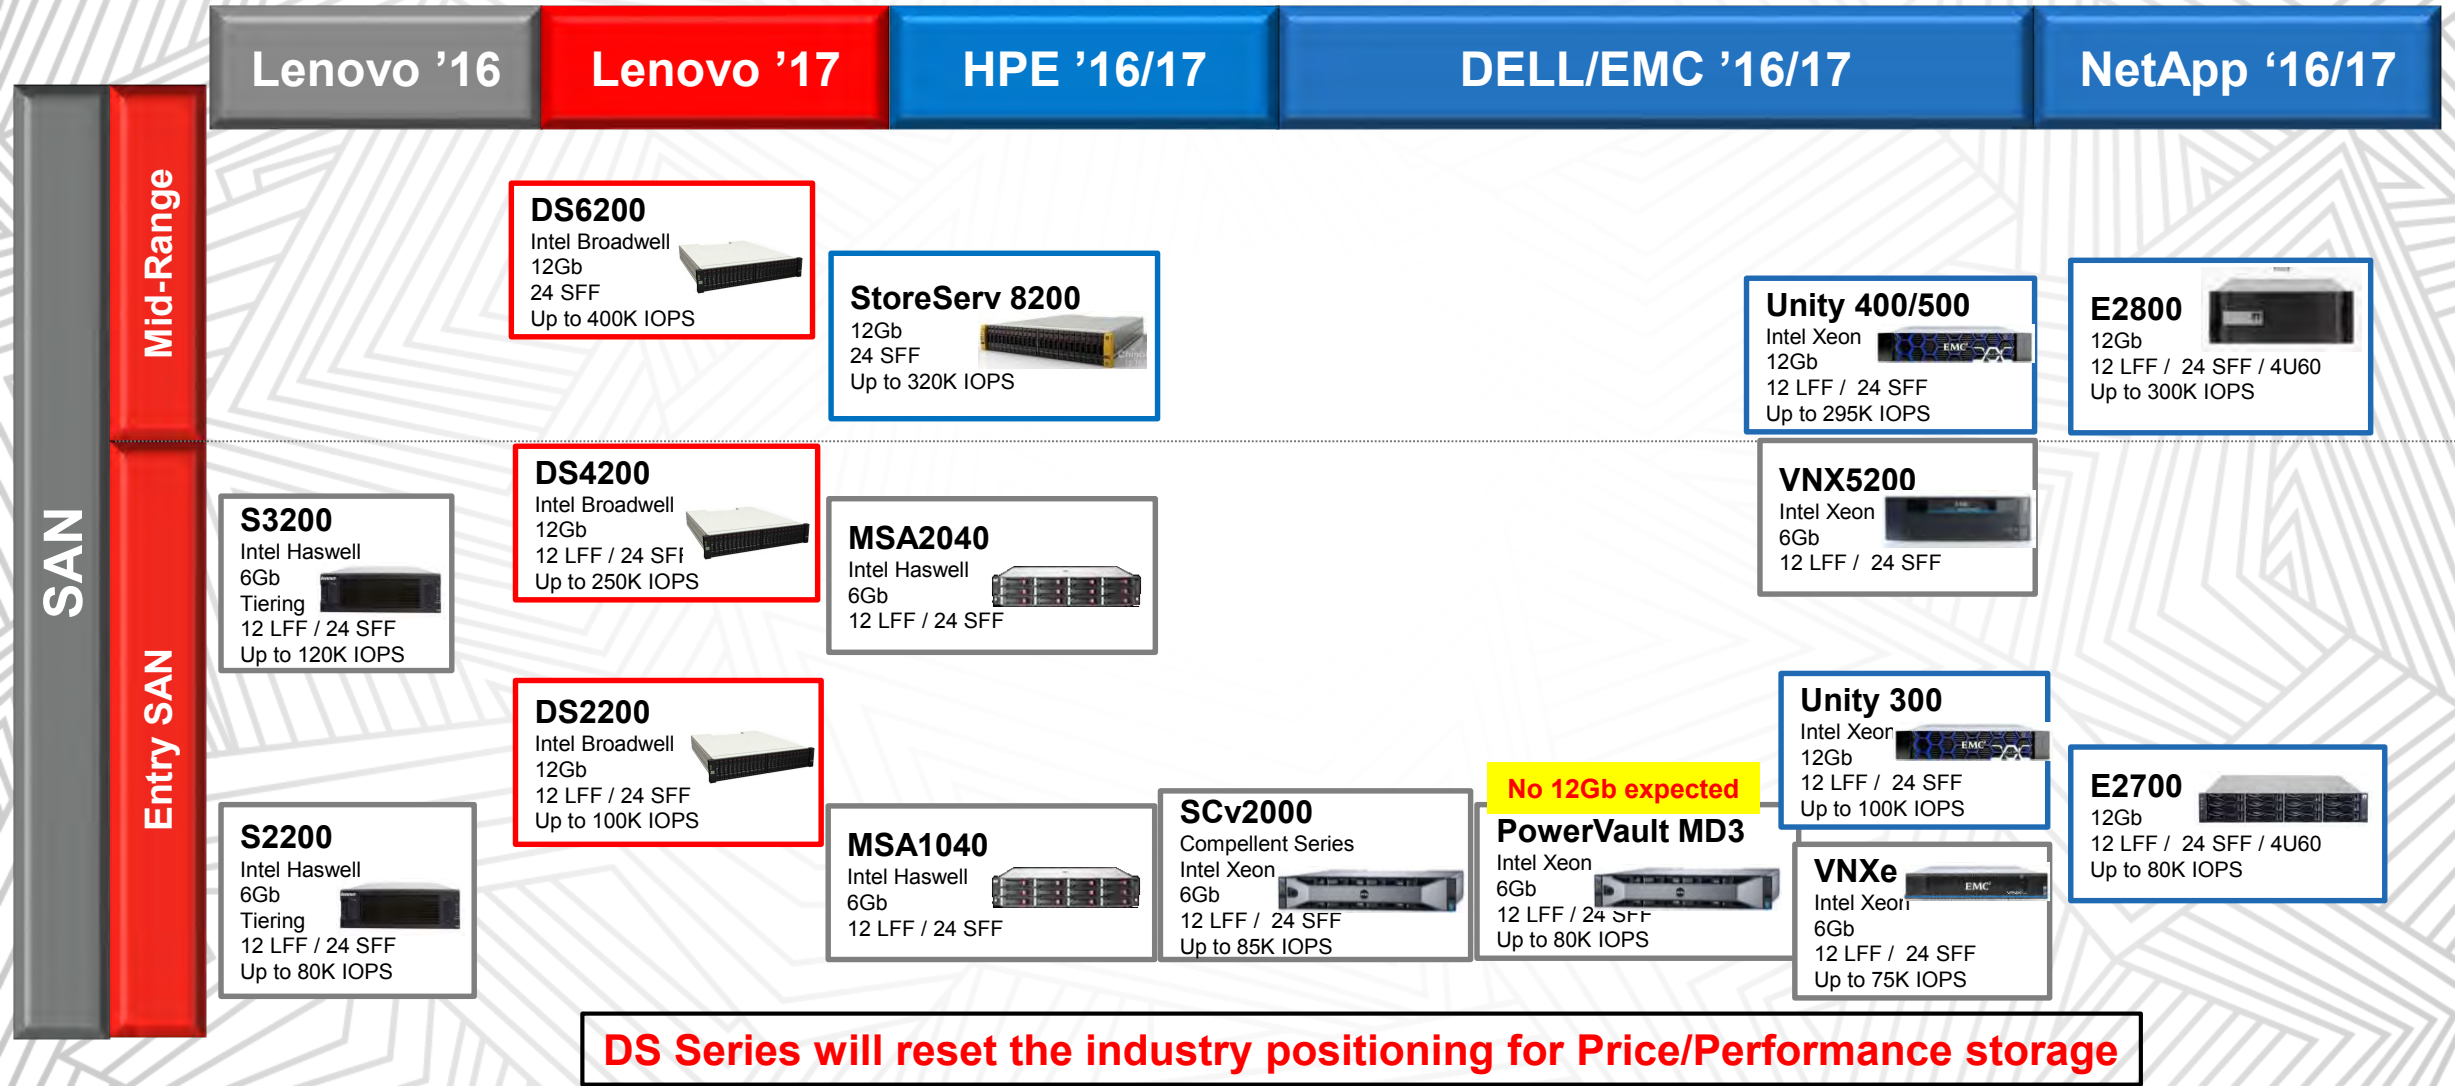 Lenovo ’16
Lenovo ’17
HPE ’16/17
DELL/EMC ’16/17
NetApp ‘16/17
SAN
Mid-Range
Entry SAN
DS6200
Intel Broadwell
12Gb
24 SFF
Up to 400K IOPS
StoreServ 8200
12Gb
24 SFF
Up to 320K IOPS
Unity 400/500
Intel Xeon
12Gb
12 LFF / 24 SFF
Up to 295K IOPS
EMC
E2800
12Gb
12 LFF / 24 SFF / 4U60
Up to 300K IOPS
S3200
Intel Haswell
6Gb
Tiering
12 LFF / 24 SFF
Up to 120K IOPS
DS4200
Intel Broadwell
12Gb
12 LFF / 24 SFF
Up to 250K IOPS
MSA2040
Intel Haswell
6Gb
12 LFF / 24 SFF
VNX5200
Intel Xeon
6Gb
12 LFF / 24 SFF
S2200
Intel Haswell
6Gb
Tiering
12 LFF / 24 SFF
Up to 80K IOPS
DS2200
Intel Broadwell
12Gb
12 LFF / 24 SFF
Up to 100K IOPS
MSA1040
Intel Haswell
6Gb
12 LFF / 24 SFF
SCv2000
Compellent Series
Intel Xeon
6Gb
12 LFF / 24 SFF
Up to 85K IOPS
No 12Gb expected
PowerVault MD3
Intel Xeon
6Gb
12 LFF / 24 SFF
Up to 80K IOPS
Unity 300
Intel Xeon
12Gb
12 LFF / 24 SFF
Up to 100K IOPS
EMC
VNXe
Intel Xeon
6Gb
12 LFF / 24 SFF
Up to 75K IOPS
EMC
E2700
12Gb
12 LFF / 24 SFF / 4U60
Up to 80K IOPS
DS Series will reset the industry positioning for Price/Performance storage